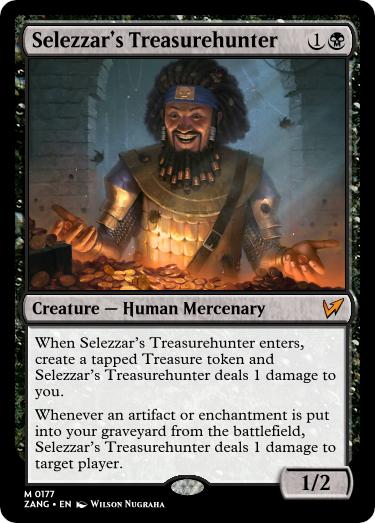 Selezzar's Treasurehunter 1
Creature — Human Mercenary
When Selezzar's Treasurehunter enters,
create a tapped Treasure token and
Selezzar's Treasurehunter deals 1 damage to
you.
Whenever an artifact or enchantment is put
into your graveyard from the battlefield,
Selezzar's Treasurehunter deals 1 damage to
target player.
1/2
M 0177
ZANG • EN Wilson Nugraha